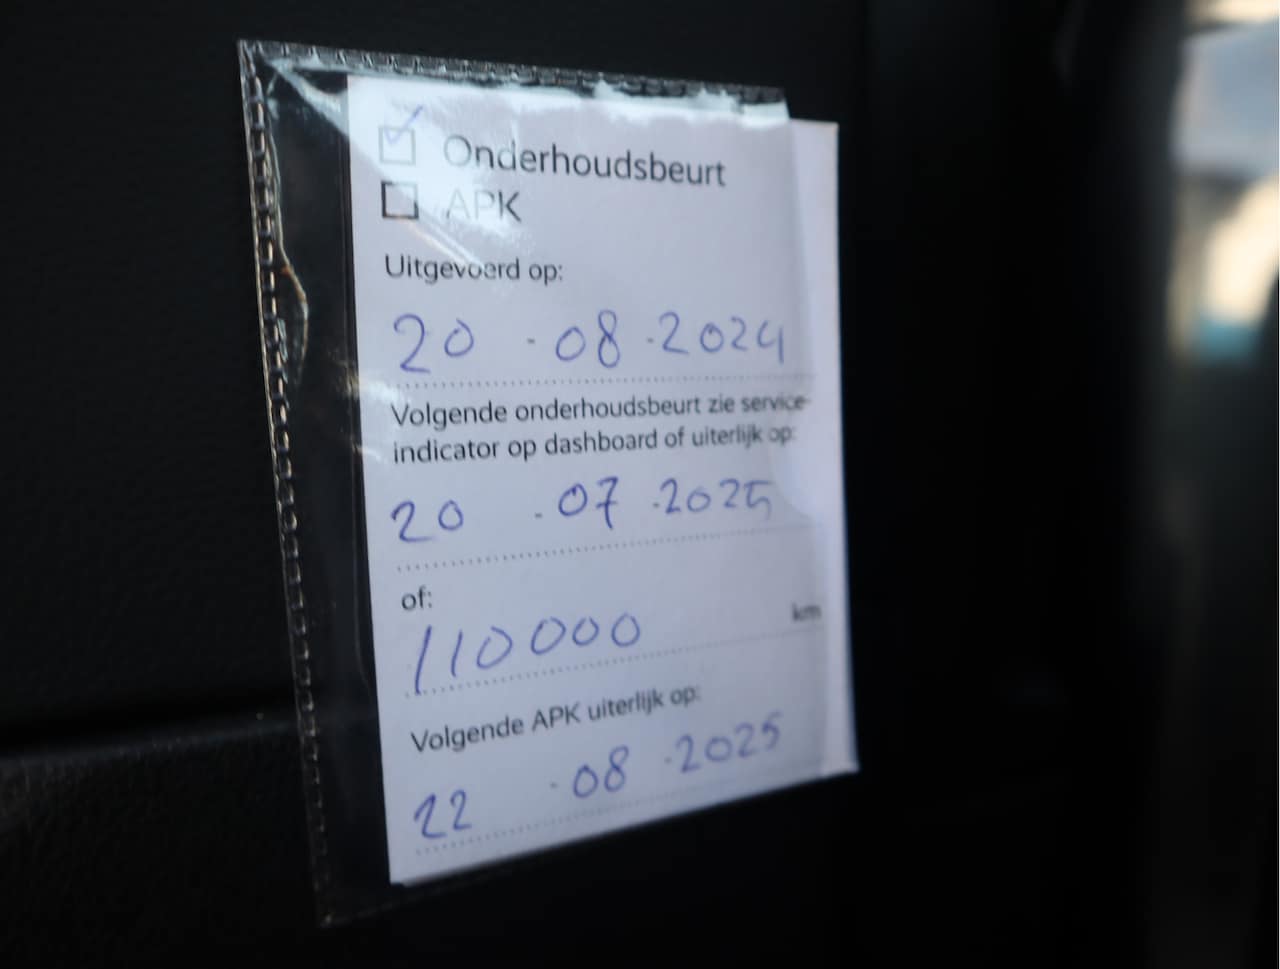 Onderhoudsbeurt
APK
Uitgevoerd op:
20 - 08 - 2024
Volgende onderhoudsbeurt zie service-
indicator op dashboard of uiterlijk op:
20 - 07 - 2025
of:
110000 km
Volgende APK uiterlijk op:
22 - 08 - 2025